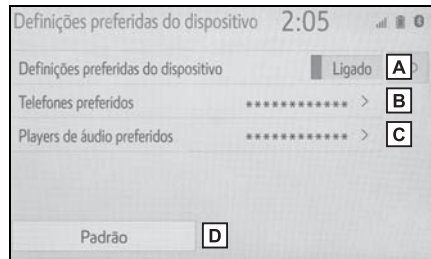 Definições preferidas do dispositivo 2:05
Definições preferidas do dispositivo Ligado A
Telefones preferidos ************ > B
Players de áudio preferidos ************ > C
Padrão D